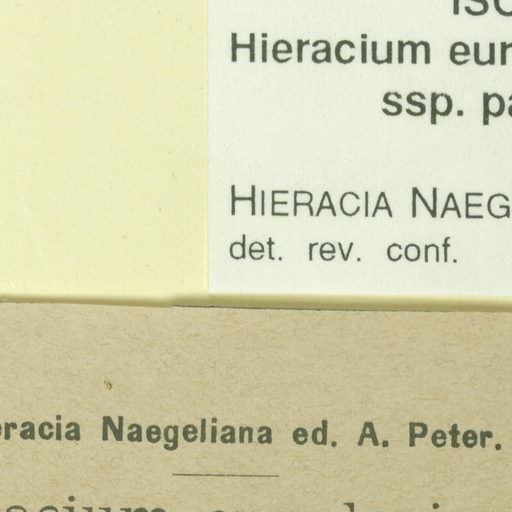 Hieracium eur
ssp. pa
HIERACIA NAEG
det. rev. conf.
eracia Naegeliana ed. A. Peter.